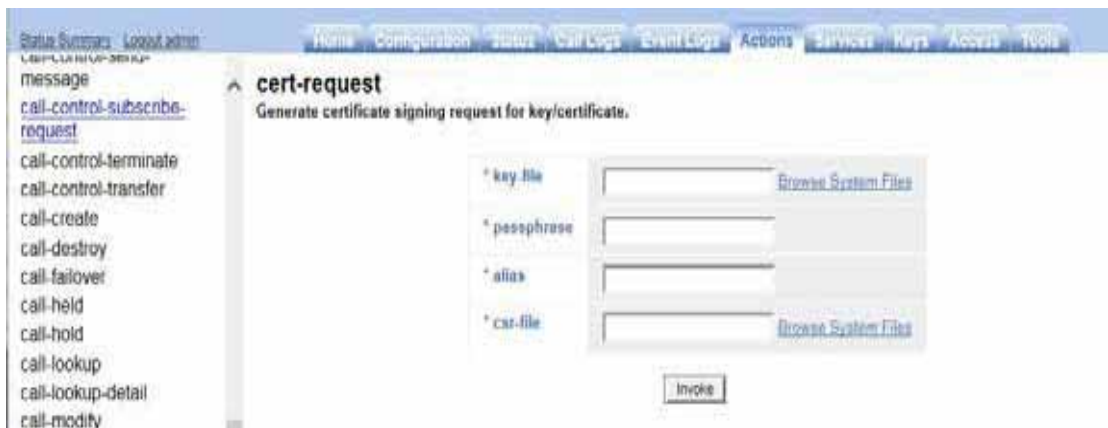 Status Summary Logout admin
Home Configuration Status Call Logs Event Logs Actions Services Keys Access Tools
call-control-send-
message
call-control-subscribe-
request
call-control-terminate
call-control-transfer
call-create
call-destroy
call-failover
call-held
call-hold
call-lookup
call-lookup-detail
call-modify
cert-request
Generate certificate signing request for key/certificate.
* key-file Browse System Files
* passphrase
* alias
* csr-file Browse System Files
Invoke